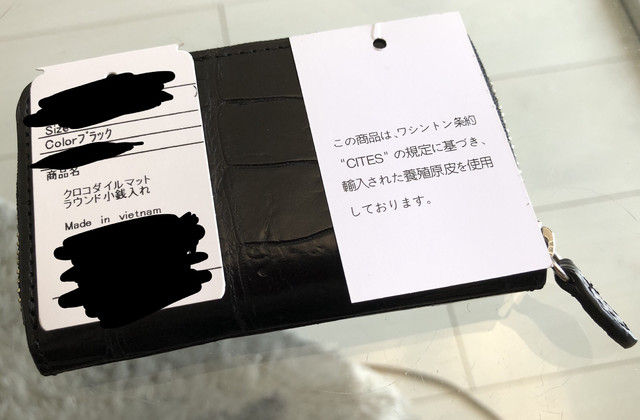 Size
Colorブラック
商品名
クロコダイルマット
ラウンド小銭入れ
Made in vietnam
この商品は、ワシントン条約
“CITES” の規定に基づき、
輸入された養殖原皮を使用
しております。